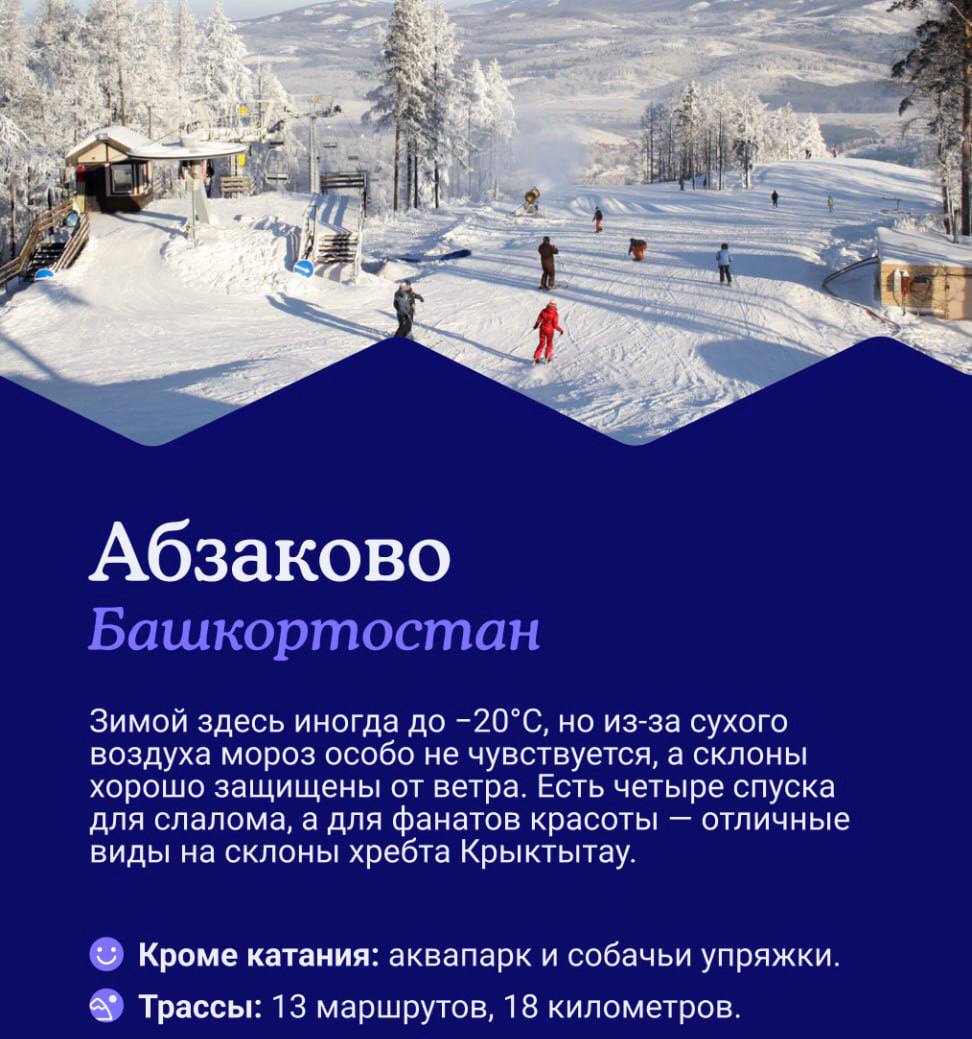 Абзаково
Башкортостан
Зимой здесь иногда до −20°C, но из-за сухого
воздуха мороз особо не чувствуется, а склоны
хорошо защищены от ветра. Есть четыре спуска
для слалома, а для фанатов красоты — отличные
виды на склоны хребта Крыктытау.
Кроме катания: аквапарк и собачьи упряжки.
Трассы: 13 маршрутов, 18 километров.